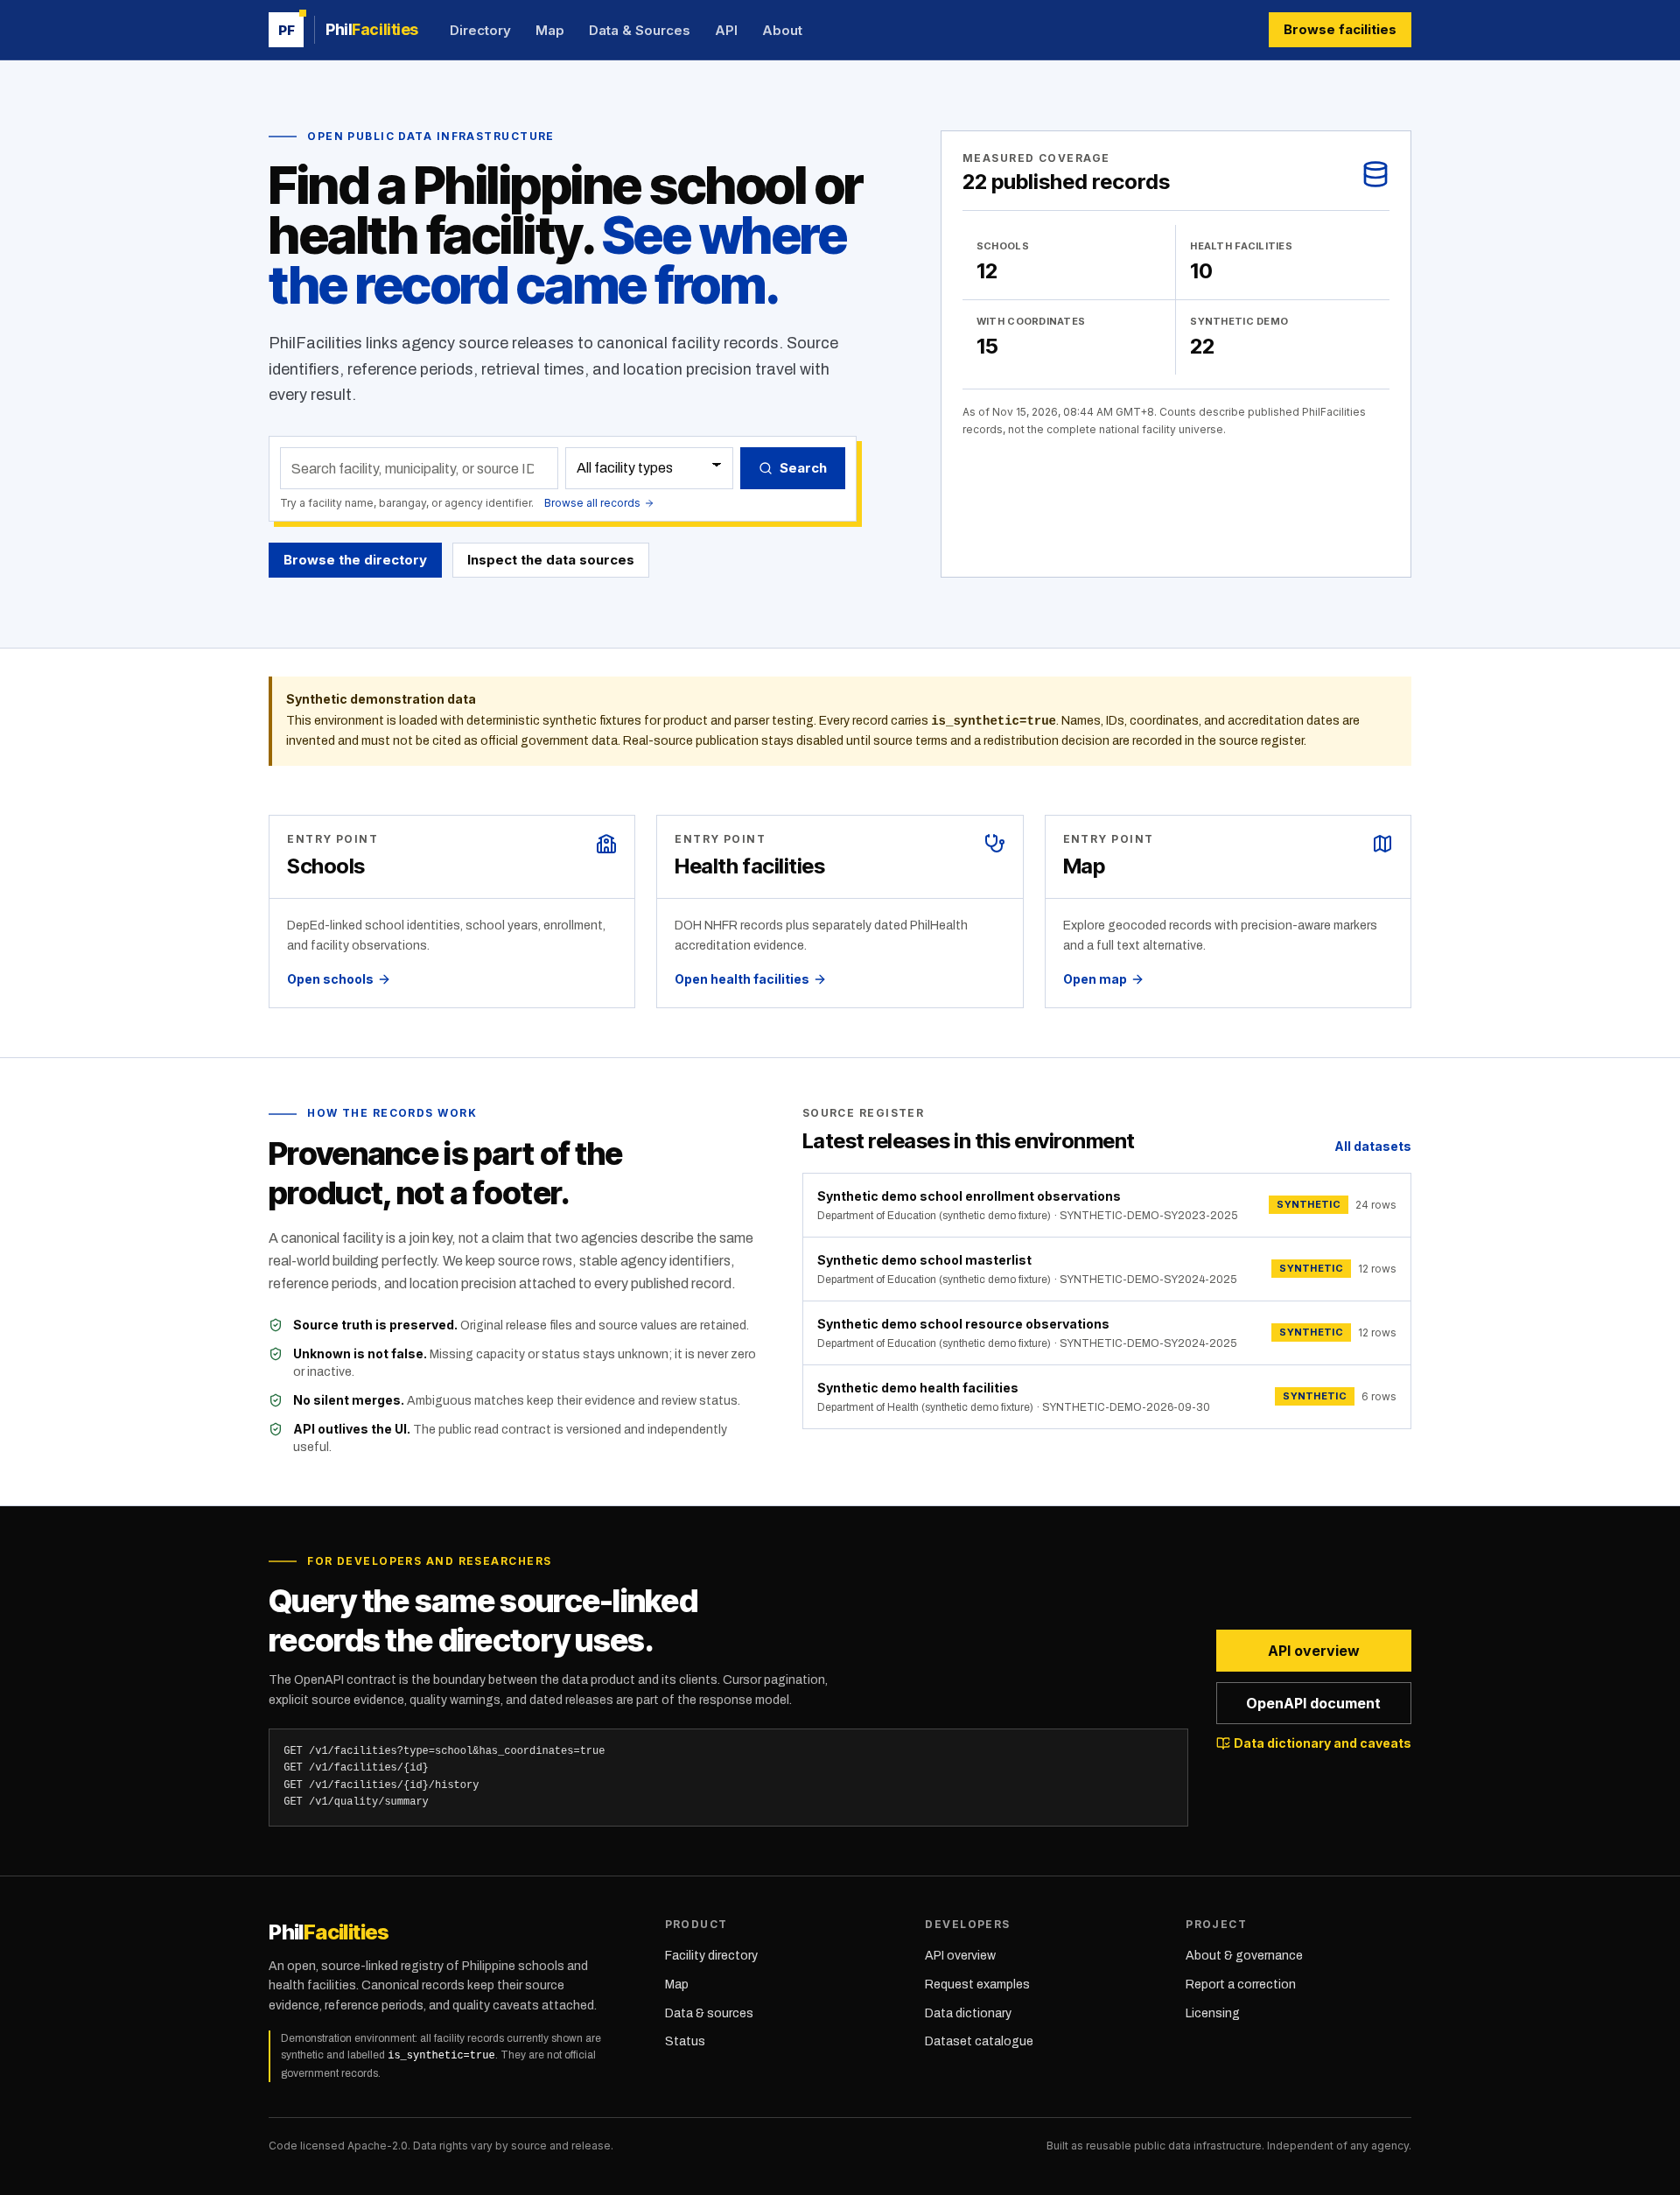 PF
PhilFacilities
Directory
Map
Data & Sources
API
About
Browse facilities
OPEN PUBLIC DATA INFRASTRUCTURE
Find a Philippine school or
health facility. See where
the record came from.
PhilFacilities links agency source releases to canonical facility records. Source
identifiers, reference periods, retrieval times, and location precision travel with
every result.
Search facility, municipality, or source ID
All facility types
Search
Try a facility name, barangay, or agency identifier.
Browse all records →
Browse the directory
Inspect the data sources
MEASURED COVERAGE
22 published records
SCHOOLS
12
HEALTH FACILITIES
10
WITH COORDINATES
15
SYNTHETIC DEMO
22
As of Nov 15, 2026, 08:44 AM GMT+8. Counts describe published PhilFacilities
records, not the complete national facility universe.
Synthetic demonstration data
This environment is loaded with deterministic synthetic fixtures for product and parser testing. Every record carries is_synthetic=true. Names, IDs, coordinates, and accreditation dates are
invented and must not be cited as official government data. Real-source publication stays disabled until source terms and a redistribution decision are recorded in the source register.
ENTRY POINT
Schools
DepEd-linked school identities, school years, enrollment,
and facility observations.
Open schools →
ENTRY POINT
Health facilities
DOH NHFR records plus separately dated PhilHealth
accreditation evidence.
Open health facilities →
ENTRY POINT
Map
Explore geocoded records with precision-aware markers
and a full text alternative.
Open map →
HOW THE RECORDS WORK
Provenance is part of the
product, not a footer.
A canonical facility is a join key, not a claim that two agencies describe the same
real-world building perfectly. We keep source rows, stable agency identifiers,
reference periods, and location precision attached to every published record.
Source truth is preserved. Original release files and source values are retained.
Unknown is not false. Missing capacity or status stays unknown; it is never zero
or inactive.
No silent merges. Ambiguous matches keep their evidence and review status.
API outlives the UI. The public read contract is versioned and independently
useful.
SOURCE REGISTER
Latest releases in this environment
All datasets
Synthetic demo school enrollment observations
Department of Education (synthetic demo fixture) · SYNTHETIC-DEMO-SY2023-2025
SYNTHETIC
24 rows
Synthetic demo school masterlist
Department of Education (synthetic demo fixture) · SYNTHETIC-DEMO-SY2024-2025
SYNTHETIC
12 rows
Synthetic demo school resource observations
Department of Education (synthetic demo fixture) · SYNTHETIC-DEMO-SY2024-2025
SYNTHETIC
12 rows
Synthetic demo health facilities
Department of Health (synthetic demo fixture) · SYNTHETIC-DEMO-2026-09-30
SYNTHETIC
6 rows
FOR DEVELOPERS AND RESEARCHERS
Query the same source-linked
records the directory uses.
The OpenAPI contract is the boundary between the data product and its clients. Cursor pagination,
explicit source evidence, quality warnings, and dated releases are part of the response model.
GET /v1/facilities?type=school&has_coordinates=true
GET /v1/facilities/{id}
GET /v1/facilities/{id}/history
GET /v1/quality/summary
API overview
OpenAPI document
Data dictionary and caveats
PhilFacilities
An open, source-linked registry of Philippine schools and
health facilities. Canonical records keep their source
evidence, reference periods, and quality caveats attached.
Demonstration environment: all facility records currently shown are
synthetic and labelled is_synthetic=true. They are not official
government records.
PRODUCT
Facility directory
Map
Data & sources
Status
DEVELOPERS
API overview
Request examples
Data dictionary
Dataset catalogue
PROJECT
About & governance
Report a correction
Licensing
Code licensed Apache-2.0. Data rights vary by source and release.
Built as reusable public data infrastructure. Independent of any agency.